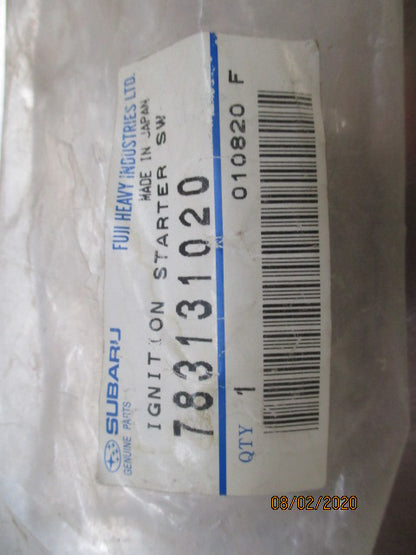 SUBARU FUJI HEAVY INDUSTRIES LTD.
GENUINE PARTS MADE IN JAPAN
IGNITION STARTER SW
783131020
QTY 1 010820 F
08/02/2020